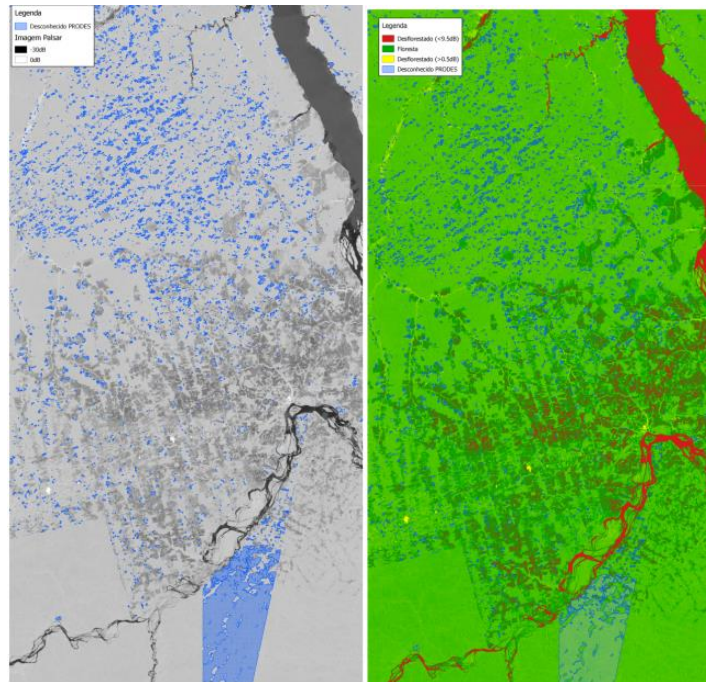 Legenda
Desconhecido PRODES
Imagem Palsar
-30dB
0dB
Legenda
Desflorestado (<9.5dB)
Floresta
Desflorestado (>0.5dB)
Desconhecido PRODES